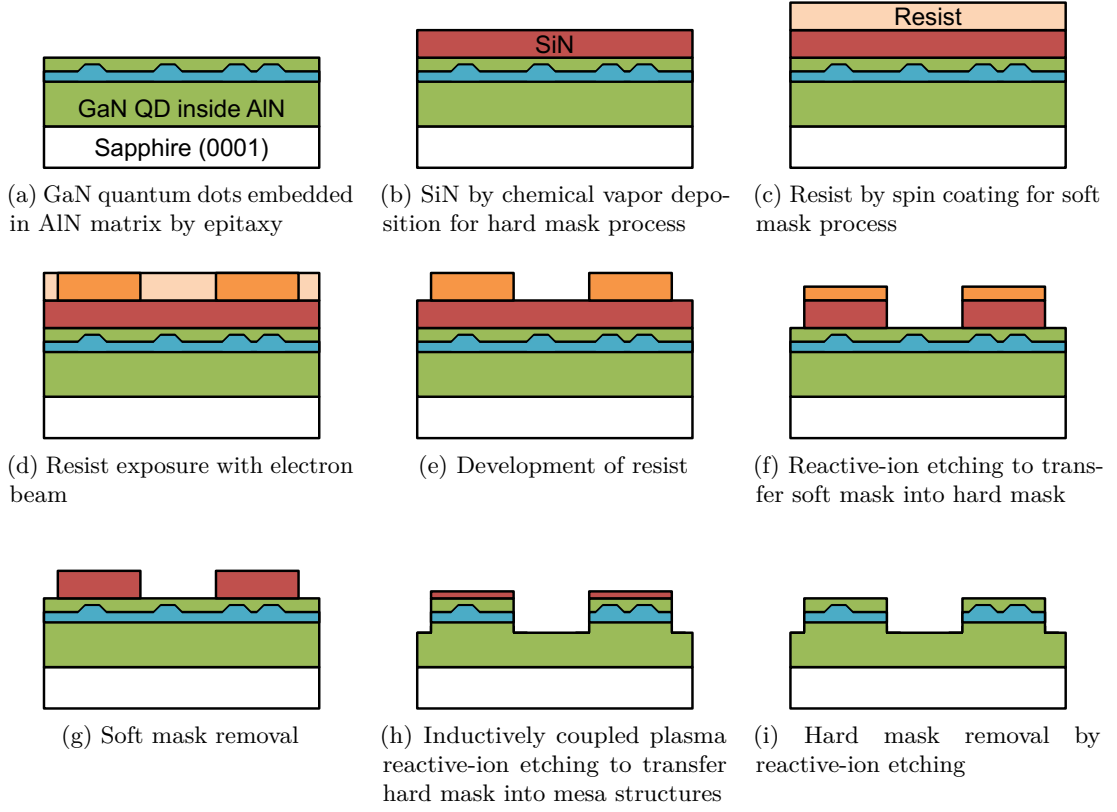 GaN QD inside AlN
Sapphire (0001)
(a) GaN quantum dots embedded
in AlN matrix by epitaxy
SiN
(b) SiN by chemical vapor depo-
sition for hard mask process
Resist
(c) Resist by spin coating for soft
mask process
(d) Resist exposure with electron
beam
(e) Development of resist
(f) Reactive-ion etching to trans-
fer soft mask into hard mask
(g) Soft mask removal
(h) Inductively coupled plasma
reactive-ion etching to transfer
hard mask into mesa structures
(i) Hard mask removal by
reactive-ion etching